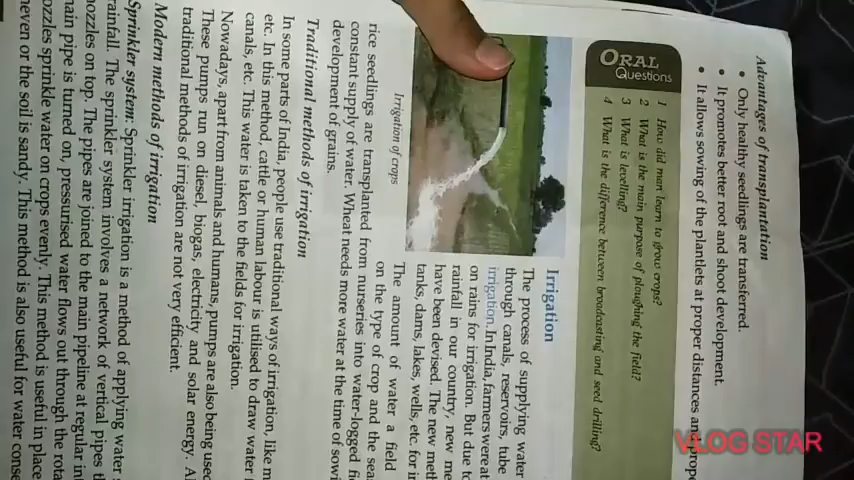 Advantages of transplantation
• Only healthy seedlings are transferred.
• It promotes better root and shoot development.
• It allows sowing of the plantlets at proper distances an
ORAL
Questions
1 How did man learn to grow crops?
2 What is the main purpose of ploughing the field?
3 What is levelling?
4 What is the difference between broadcasting and seed drilling?
Irrigation
The process of supplying water
through canals, reservoirs, tube
irrigation. In India, farmers were
on rains for irrigation. But due to
rainfall in our country, new me
have been devised. The new meth
tanks, dams, lakes, wells, etc. for
Irrigation of crops
The amount of water a field
on the type of crop and the sea
rice seedlings are transplanted from nurseries into water-logged
constant supply of water. Wheat needs more water at the time of
development of grains.
Traditional methods of irrigation
In some parts of India, people use traditional ways of irrigation, like
etc. In this method, cattle or human labour is utilised to draw water
canals, etc. This water is taken to the fields for irrigation.
Nowadays, apart from animals and humans, pumps are also being used
These pumps run on diesel, biogas, electricity and solar energy.
traditional methods of irrigation are not very efficient.
Modern methods of irrigation
Sprinkler system: Sprinkler irrigation is a method of applying water
rainfall. The sprinkler system involves a network of vertical pipes
nozzles on top. The pipes are joined to the main pipeline at regular
main pipe is turned on, pressurised water flows out through the
nozzles sprinkle water on crops evenly. This method is useful in
or the soil is sandy. This method is also useful for water
VLOG STAR